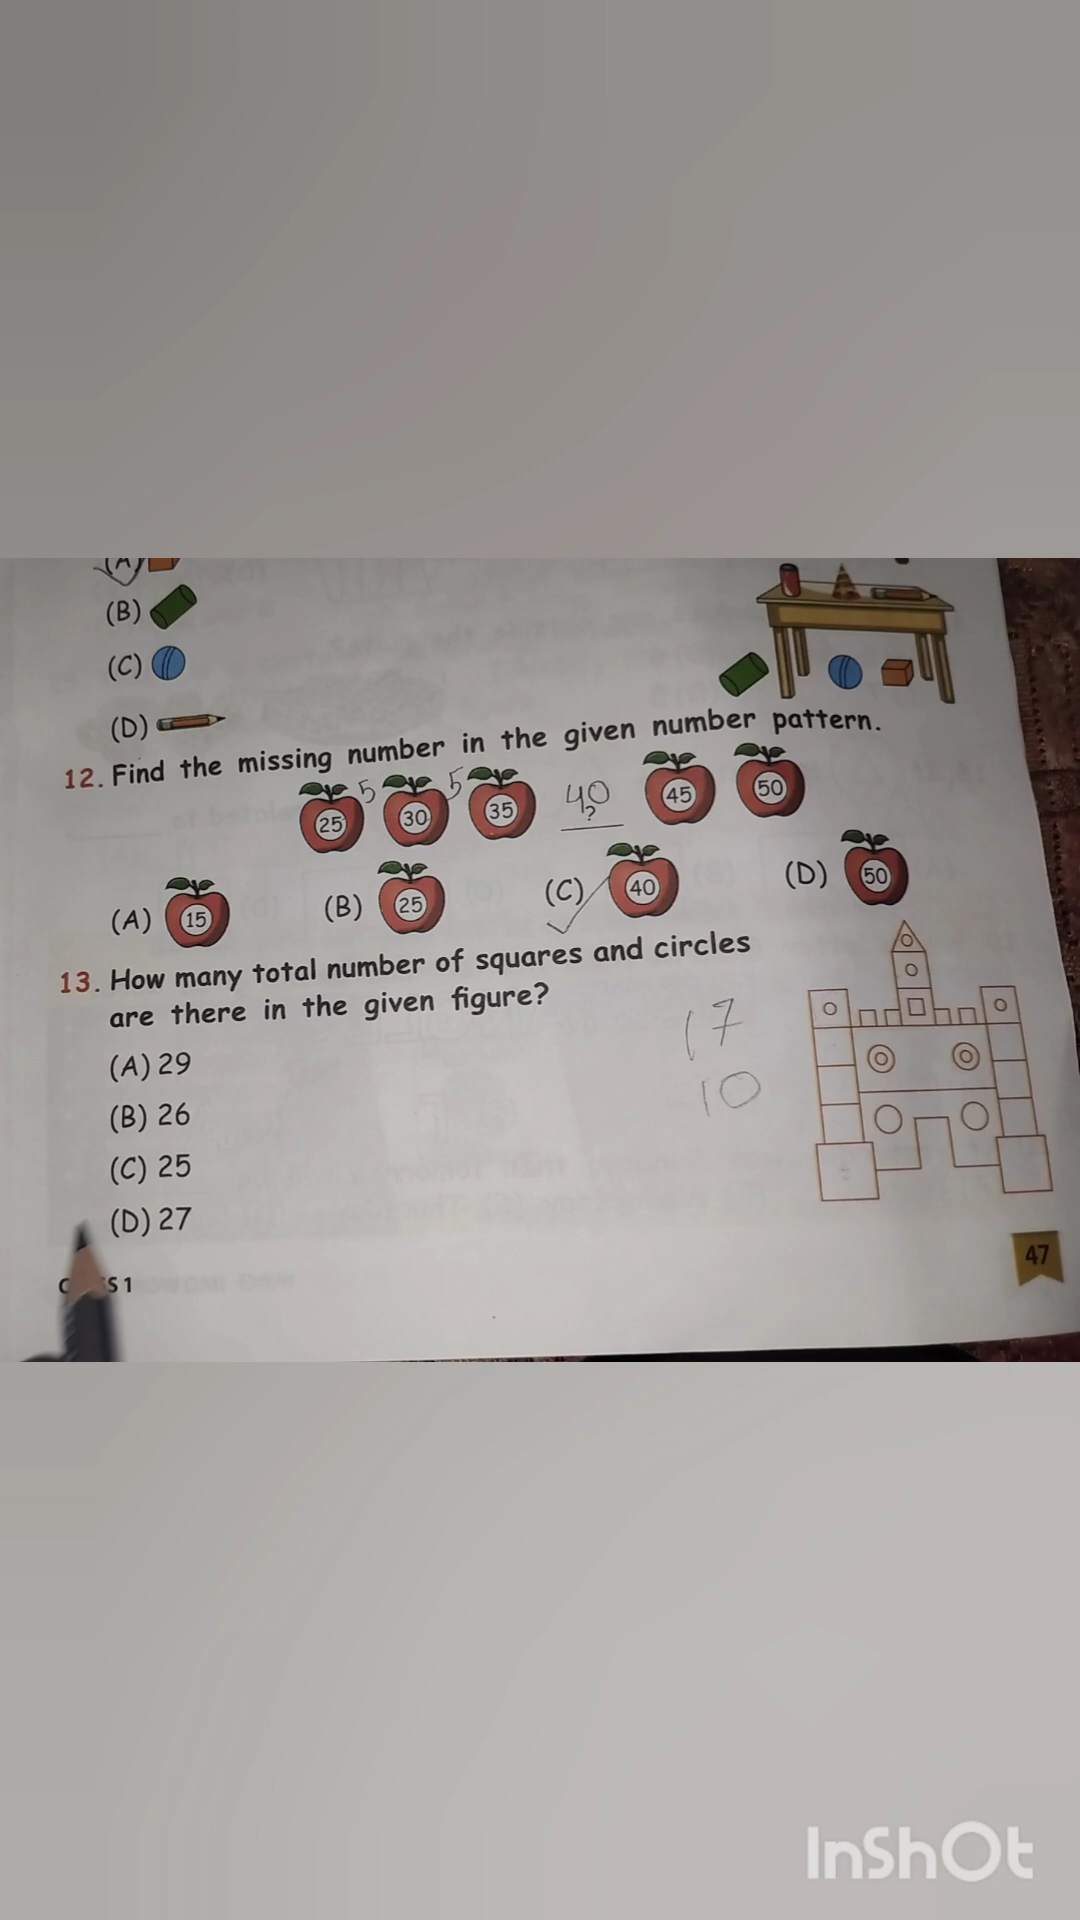 (A)
(B)
(C)
(D)
12. Find the missing number in the given number pattern.
25 5 30 5 35 40 ? 45 50
(A) 15 (B) 25 (C) 40 (D) 50
13. How many total number of squares and circles
are there in the given figure?
17
10
(A) 29
(B) 26
(C) 25
(D) 27
S 1
47
InShOt